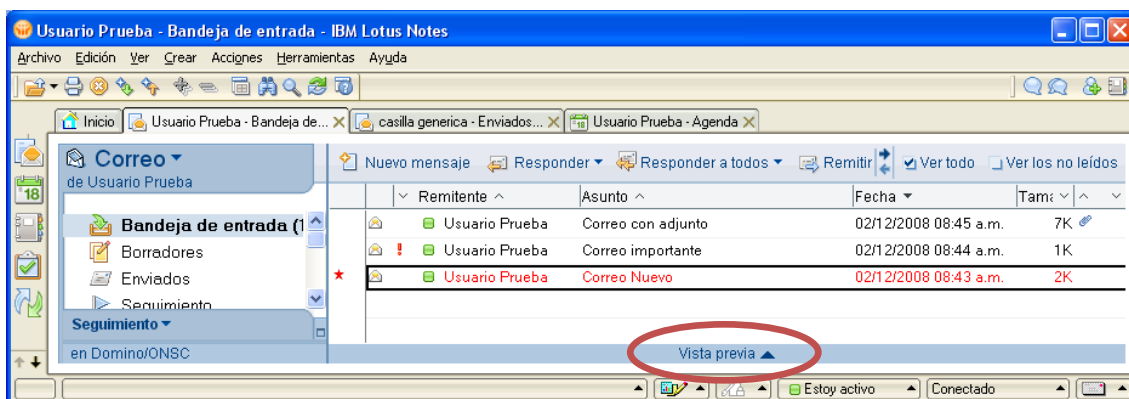 Usuario Prueba - Bandeja de entrada - IBM Lotus Notes
Archivo Edición Ver Crear Acciones Herramientas Ayuda
Inicio Usuario Prueba - Bandeja de... casilla generica - Enviados... Usuario Prueba - Agenda
Correo
de Usuario Prueba
Nuevo mensaje Responder Responder a todos Remitir Ver todo Ver los no leídos
18
Remitente Asunto Fecha Tama
Bandeja de entrada (1
Usuario Prueba Correo con adjunto 02/12/2008 08:45 a.m. 7K
Borradores
! Usuario Prueba Correo importante 02/12/2008 08:44 a.m. 1K
Enviados
Usuario Prueba Correo Nuevo 02/12/2008 08:43 a.m. 2K
Seguimiento
Seguimiento
en Domino/ONSC
Vista previa
Estoy activo Conectado